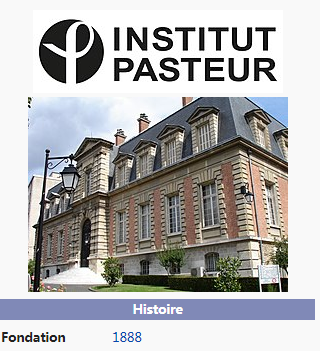 INSTITUT
PASTEUR
Histoire
Fondation 1888